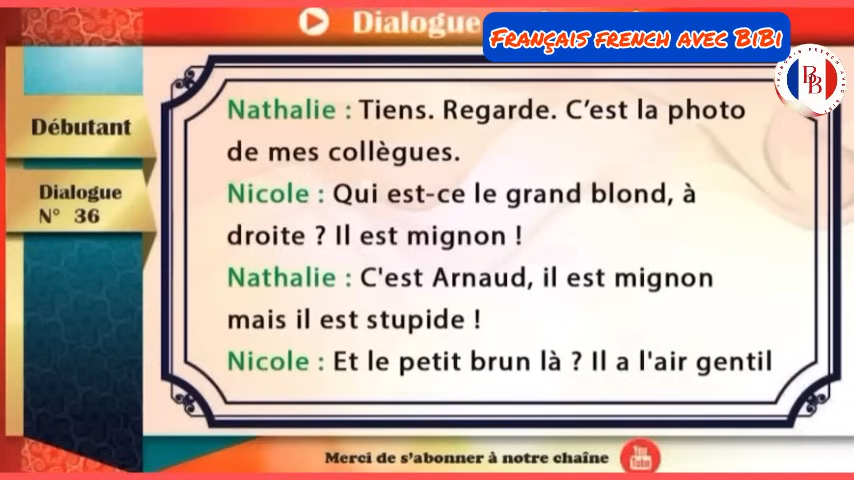 Dialogue
Français french avec BiBi
Débutant
Dialogue
N° 36
Nathalie : Tiens. Regarde. C’est la photo
de mes collègues.
Nicole : Qui est-ce le grand blond, à
droite ? Il est mignon !
Nathalie : C'est Arnaud, il est mignon
mais il est stupide !
Nicole : Et le petit brun là ? Il a l'air gentil
Merci de s’abonner à notre chaîne
You
Tube